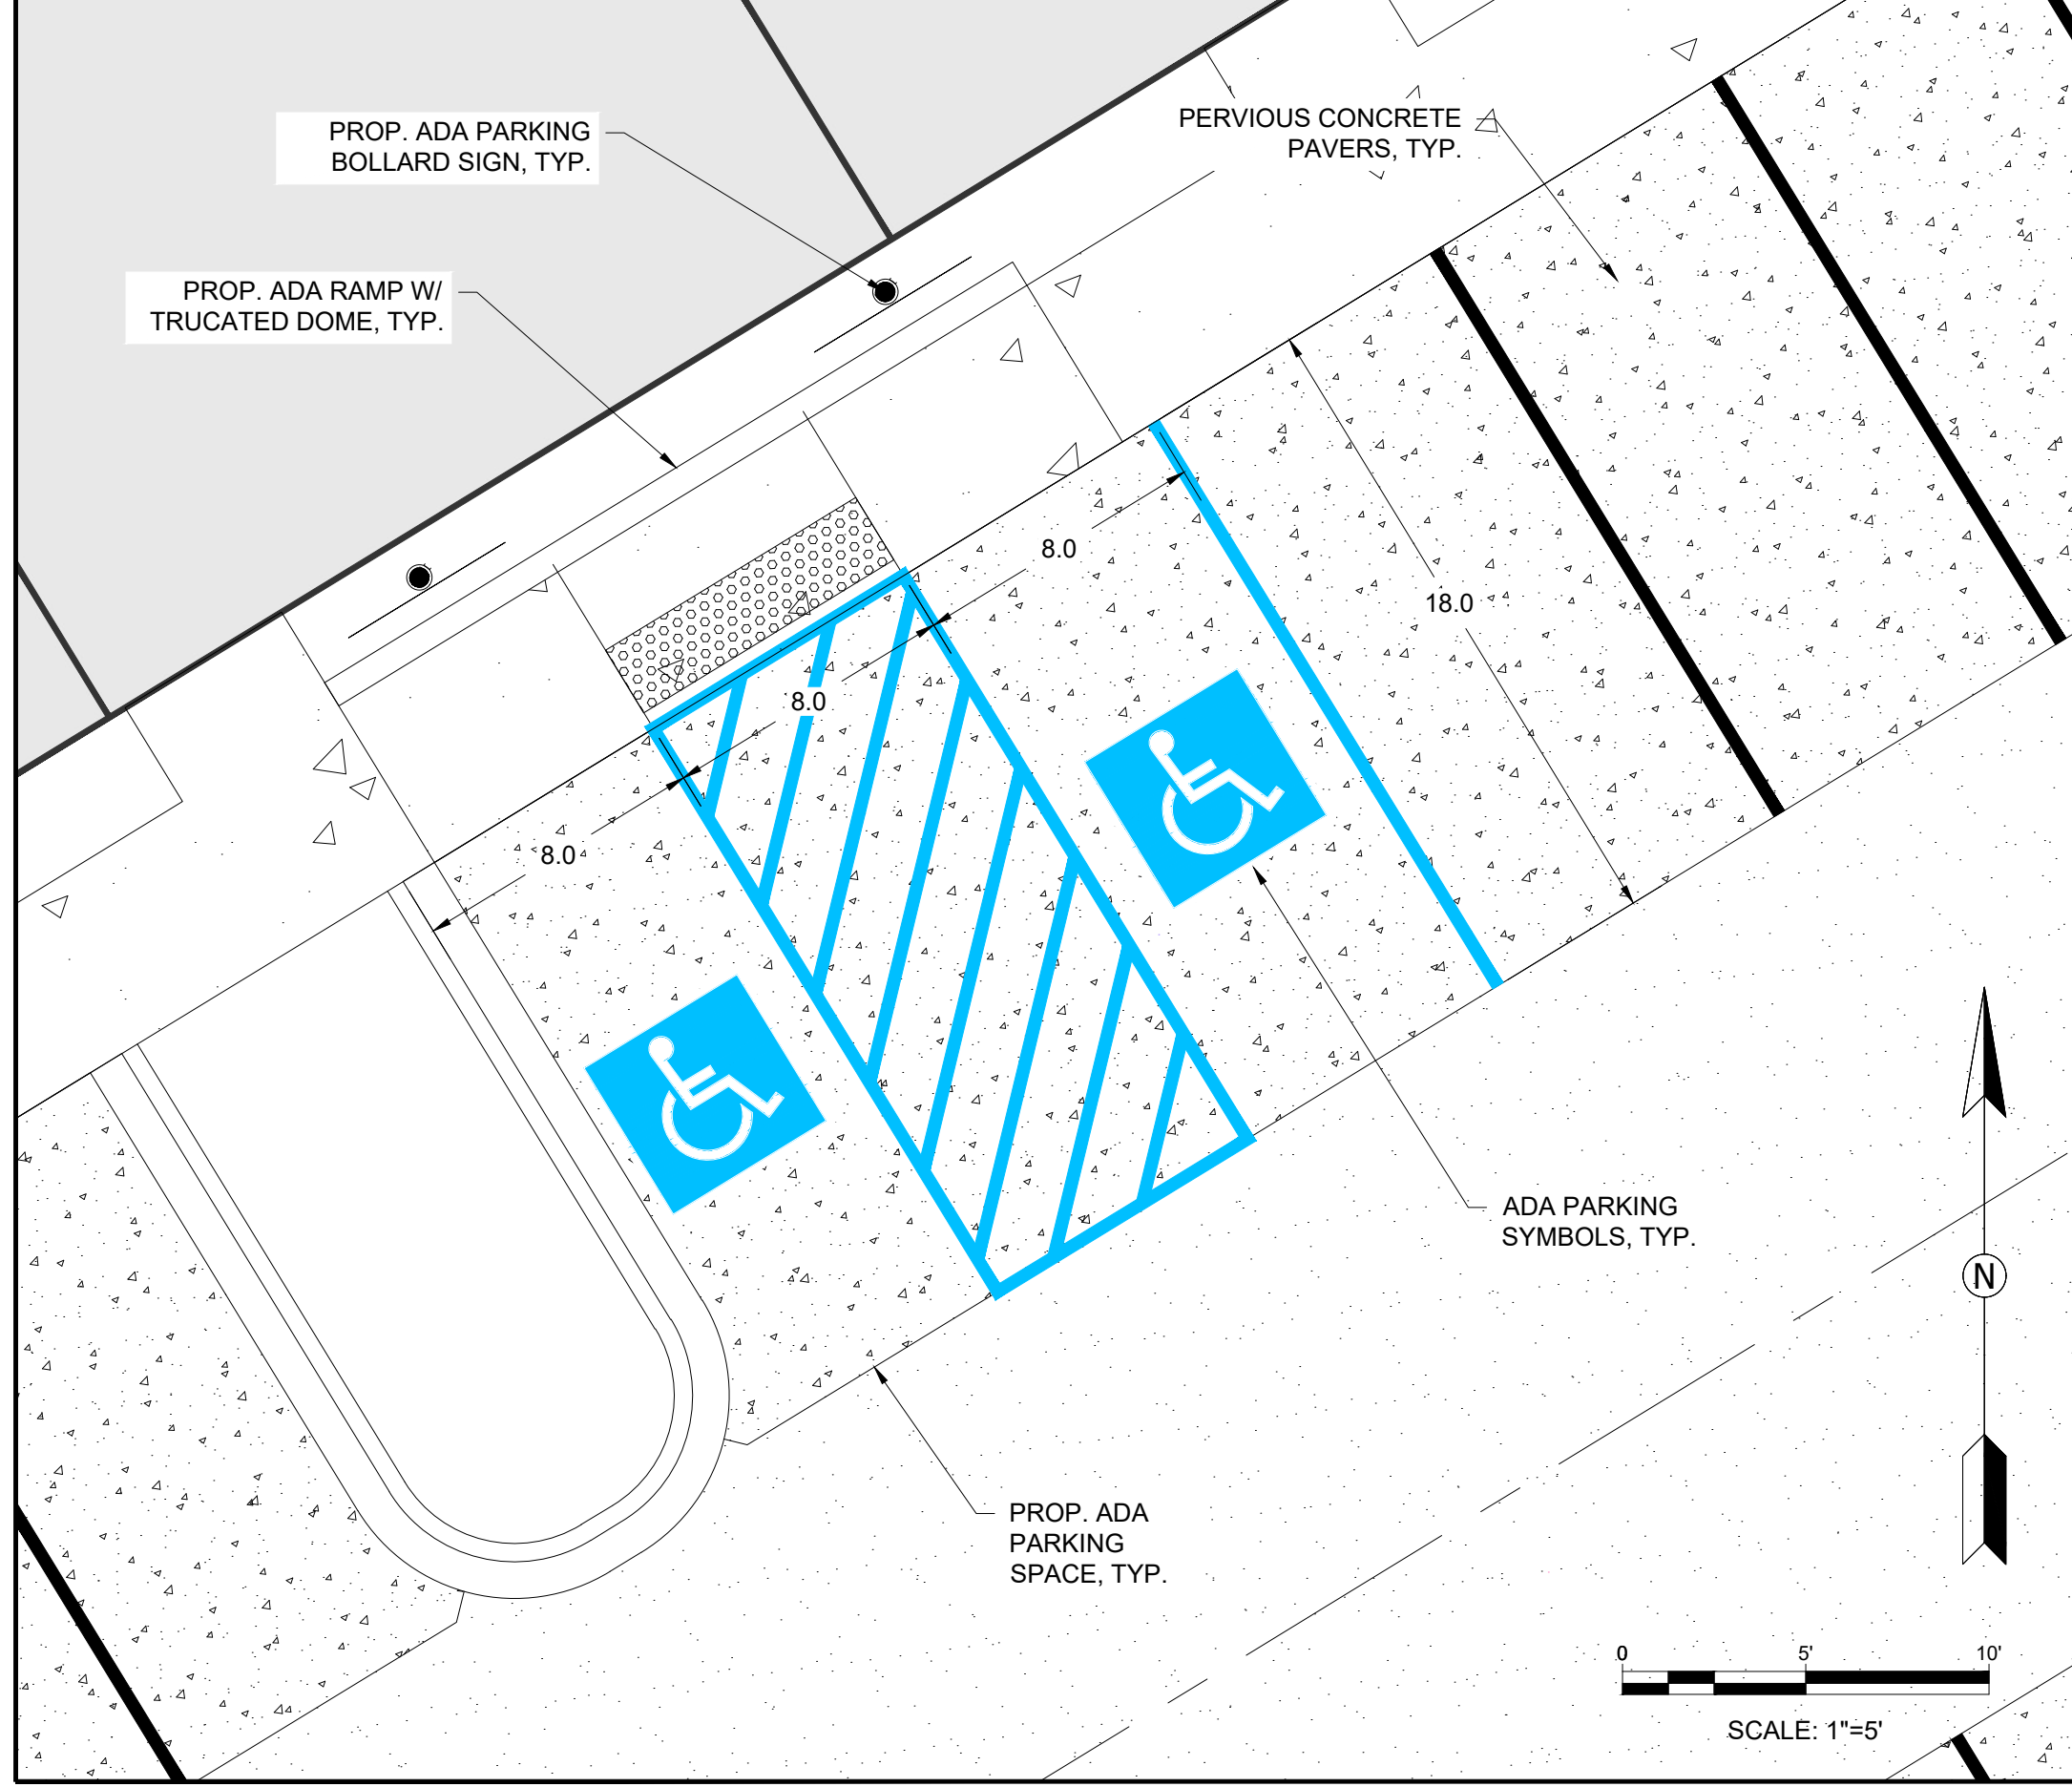 PROP. ADA PARKING
BOLLARD SIGN, TYP.
PERVIOUS CONCRETE
PAVERS, TYP.
PROP. ADA RAMP W/
TRUCATED DOME, TYP.
8.0
18.0
8.0
8.0
ADA PARKING
SYMBOLS, TYP.
N
PROP. ADA
PARKING
SPACE, TYP.
0 5' 10'
SCALE: 1"=5'